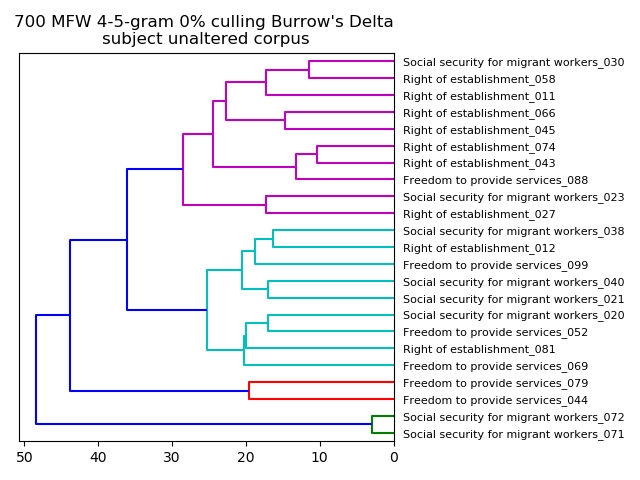 700 MFW 4-5-gram 0% culling Burrow's Delta
subject unaltered corpus
Social security for migrant workers_030
Right of establishment_058
Right of establishment_011
Right of establishment_066
Right of establishment_045
Right of establishment_074
Right of establishment_043
Freedom to provide services_088
Social security for migrant workers_023
Right of establishment_027
Social security for migrant workers_038
Right of establishment_012
Freedom to provide services_099
Social security for migrant workers_040
Social security for migrant workers_021
Social security for migrant workers_020
Freedom to provide services_052
Right of establishment_081
Freedom to provide services_069
Freedom to provide services_079
Freedom to provide services_044
Social security for migrant workers_072
Social security for migrant workers_071
50 40 30 20 10 0